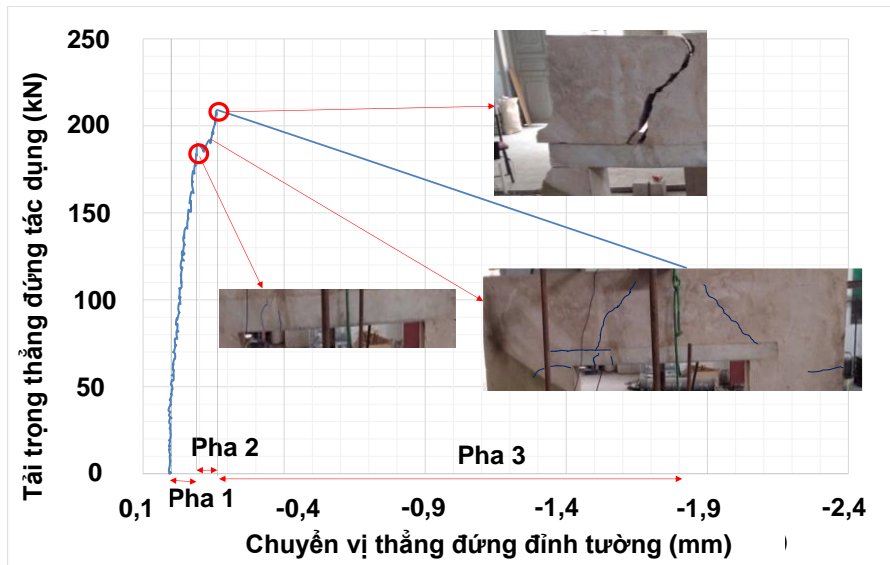 Tải trọng thẳng đứng tác dụng (kN)
250
200
150
100
50
0
Pha 1
Pha 2
Pha 3
0,1
-0,4
-0,9
-1,4
-1,9
-2,4
Chuyển vị thẳng đứng đỉnh tường (mm)
)